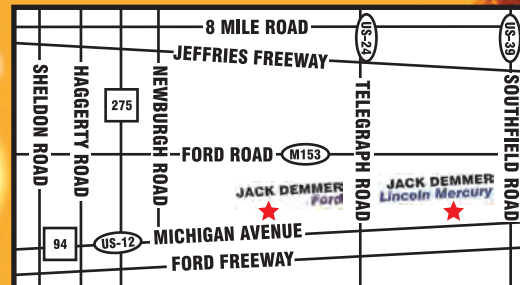 8 MILE ROAD
US-24
US-39
JEFFRIES FREEWAY
SHELDON ROAD
HAGGERTY ROAD
275
NEWBURGH ROAD
TELEGRAPH ROAD
SOUTHFIELD ROAD
FORD ROAD
M153
JACK DEMMER
Ford
JACK DEMMER
Lincoln Mercury
94
US-12
MICHIGAN AVENUE
FORD FREEWAY